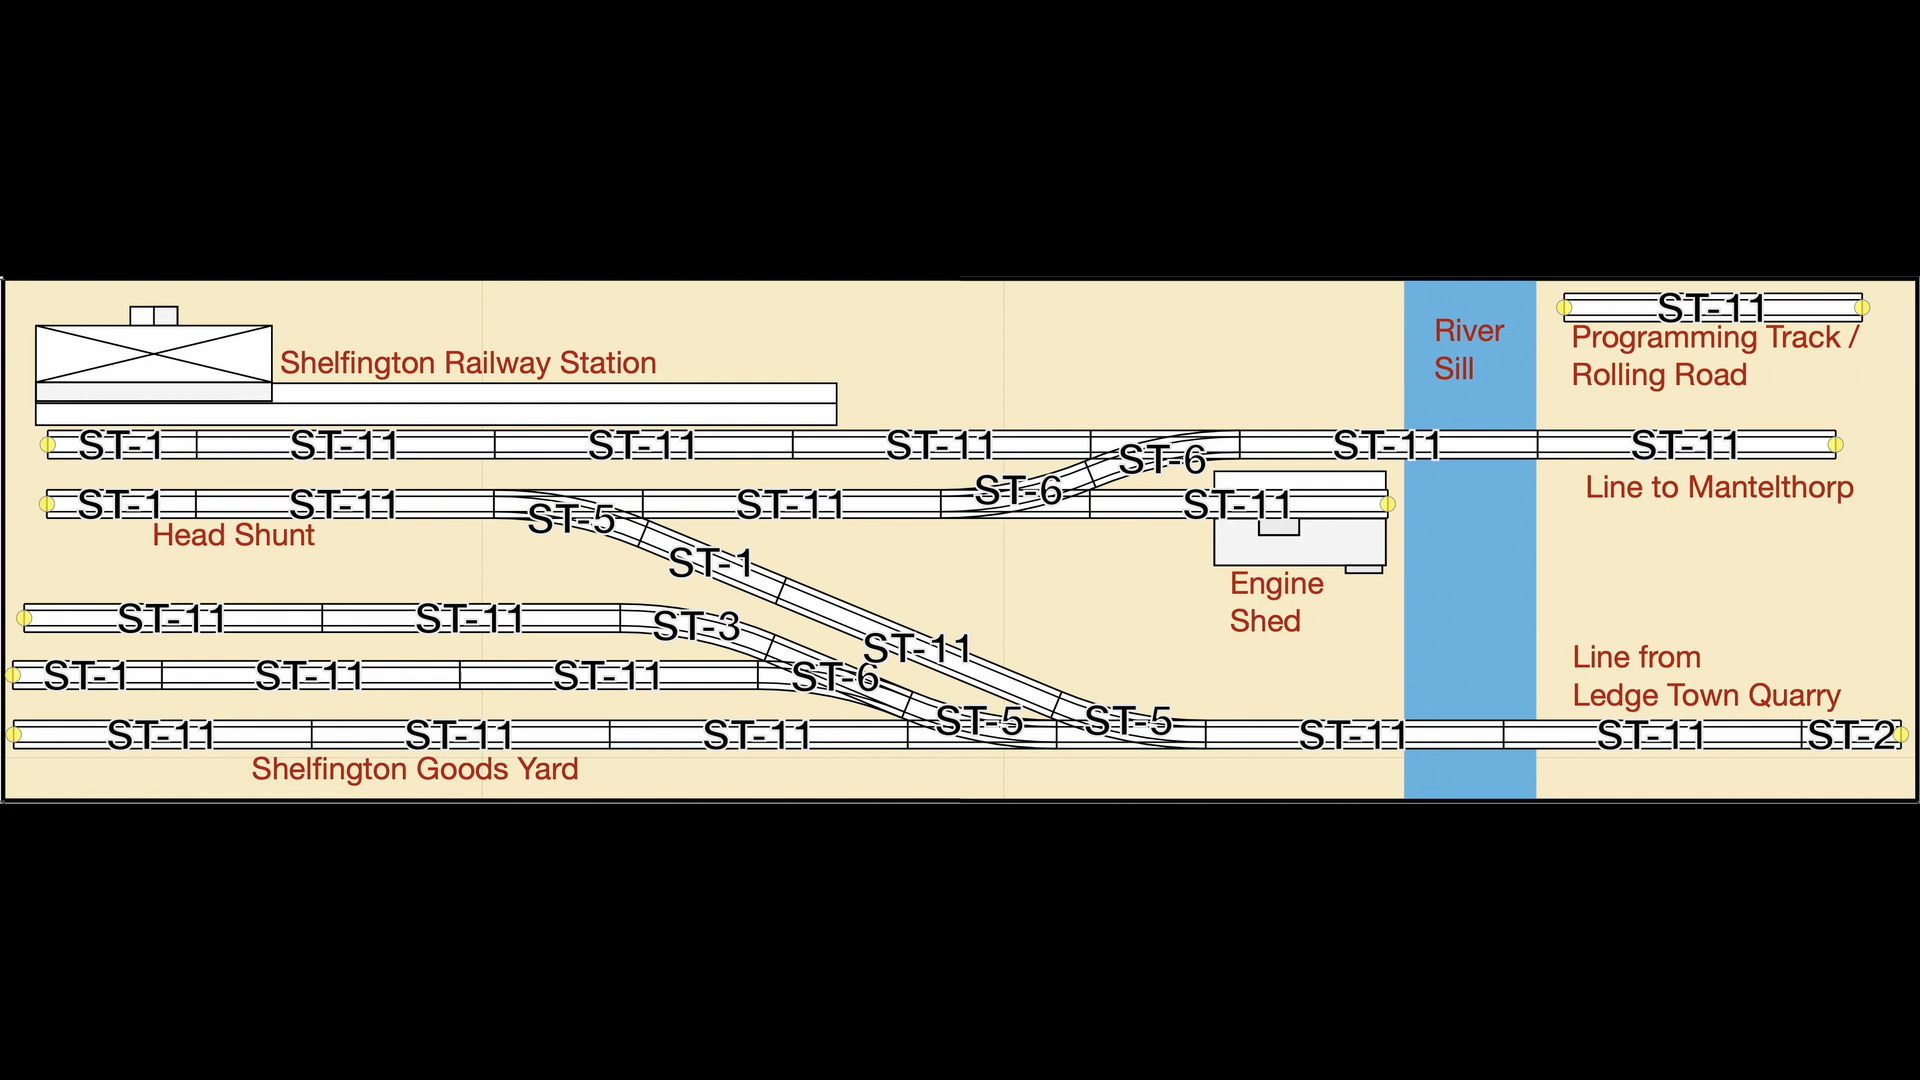 ST-11
River
Sill
Programming Track /
Rolling Road
Shelfington Railway Station
ST-1 ST-11 ST-11 ST-11 ST-6 ST-11 ST-11
Line to Mantelthorp
ST-1 ST-11 ST-5 ST-11 ST-6 ST-11
Head Shunt
ST-1
Engine
Shed
ST-11 ST-11 ST-3
ST-11
Line from
Ledge Town Quarry
ST-1 ST-11 ST-11 ST-6
ST-11 ST-11 ST-11 ST-5 ST-5 ST-11 ST-11 ST-2
Shelfington Goods Yard